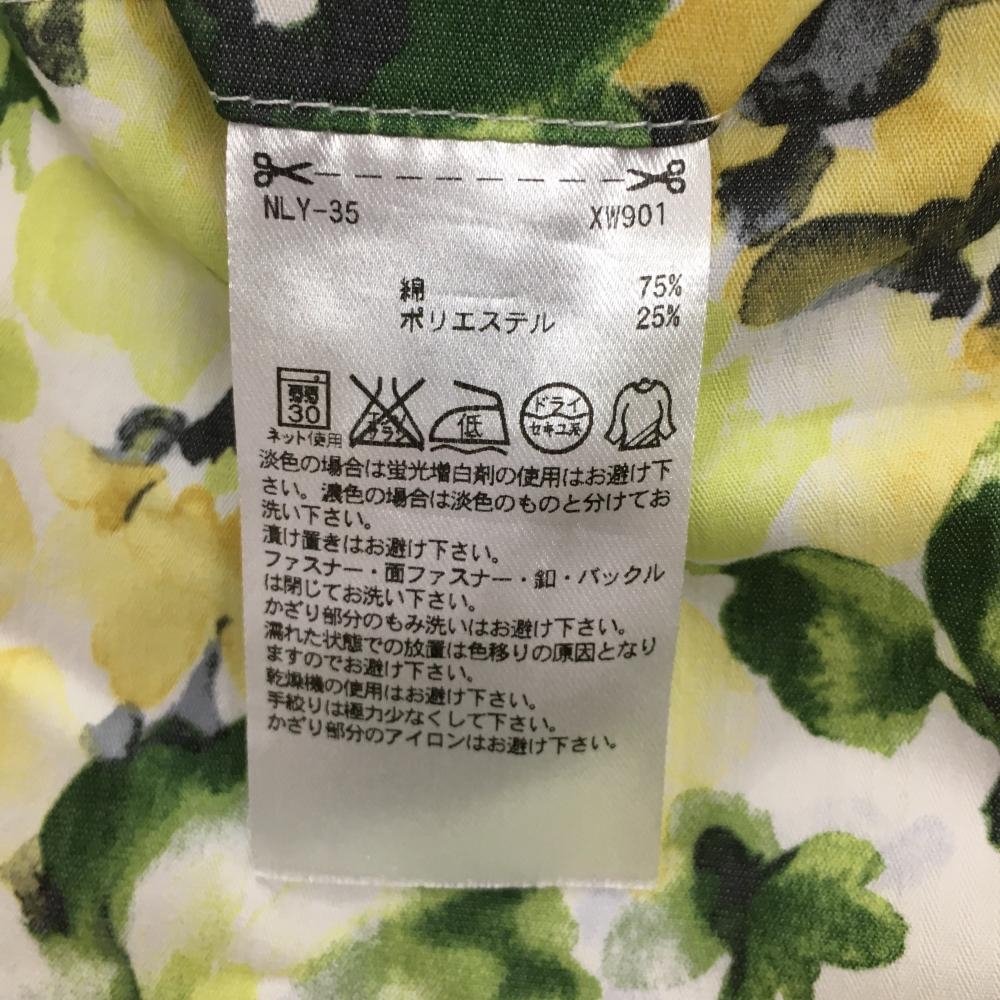 NLY-35 XW901
綿 75%
ポリエステル 25%
30 エンソサラシ 低 ドライ セキユ系
ネット使用
淡色の場合は蛍光増白剤の使用はお避け下
さい。濃色の場合は淡色のものと分けてお
洗い下さい。
漬け置きはお避け下さい。
ファスナー・面ファスナー・釦・バックル
は閉じてお洗い下さい。
かざり部分のもみ洗いはお避け下さい。
濡れた状態での放置は色移りの原因となり
ますのでお避け下さい。
乾燥機の使用はお避け下さい。
手絞りは極力少なくして下さい。
かざり部分のアイロンはお避け下さい。